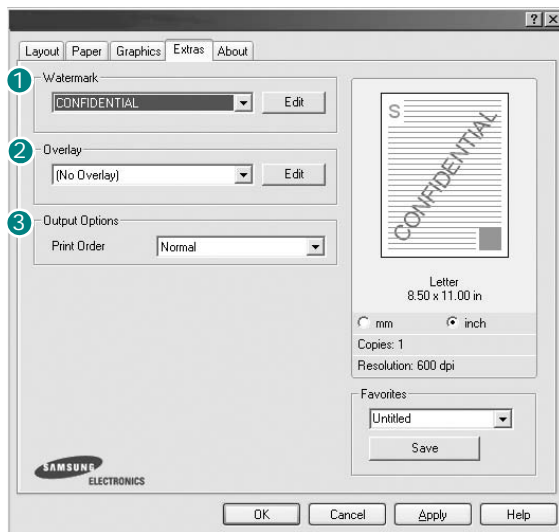 ? x
Layout Paper Graphics Extras About
1 Watermark
CONFIDENTIAL Edit
2 Overlay
(No Overlay) Edit
3 Output Options
Print Order Normal
S
CONFIDENTIAL
Letter
8.50 x 11.00 in
mm inch
Copies: 1
Resolution: 600 dpi
Favorites
Untitled
Save
SAMSUNG
ELECTRONICS
OK Cancel Apply Help